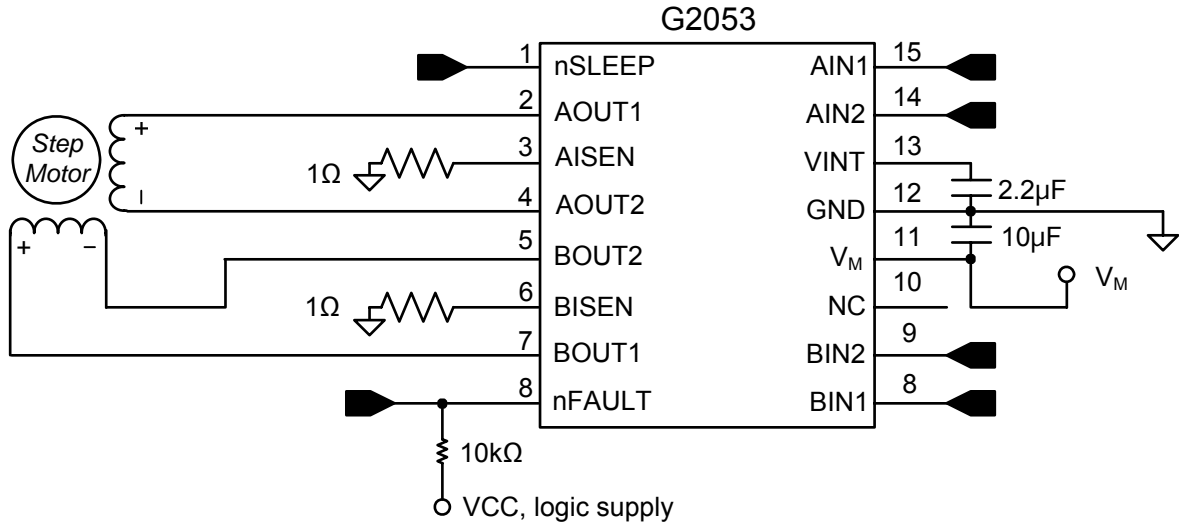 G2053
1 nSLEEP AIN1 15
2 AOUT1 AIN2 14
Step Motor + −
1Ω 3 AISEN VINT 13
2.2µF
4 AOUT2 GND 12
10µF
+ − 5 BOUT2 VM 11
VM
1Ω 6 BISEN NC 10
7 BOUT1 BIN2 9
8 nFAULT BIN1 8
10kΩ
VCC, logic supply